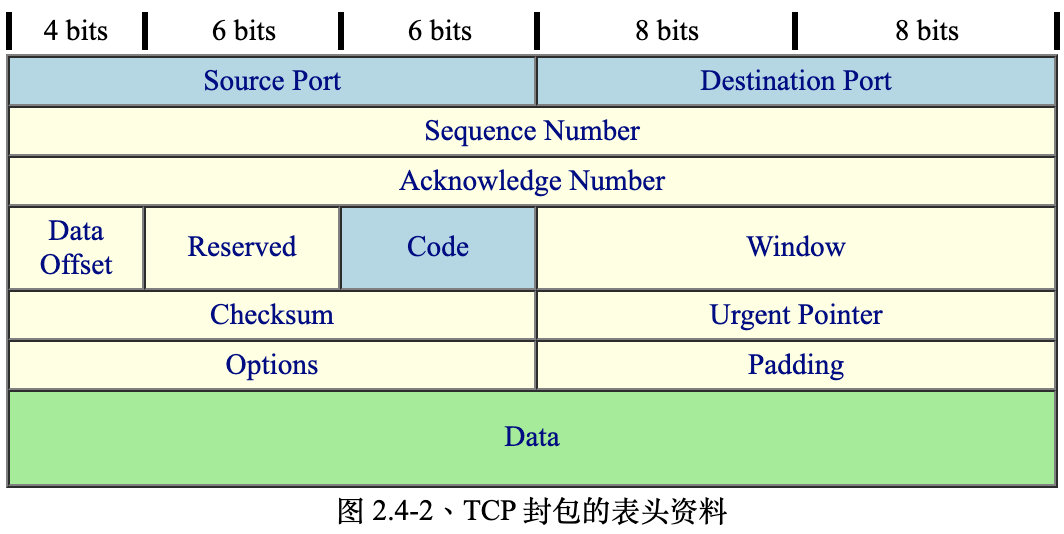 4 bits 6 bits 6 bits 8 bits 8 bits
Source Port Destination Port
Sequence Number
Acknowledge Number
Data Offset Reserved Code Window
Checksum Urgent Pointer
Options Padding
Data
图 2.4-2、TCP 封包的表头资料